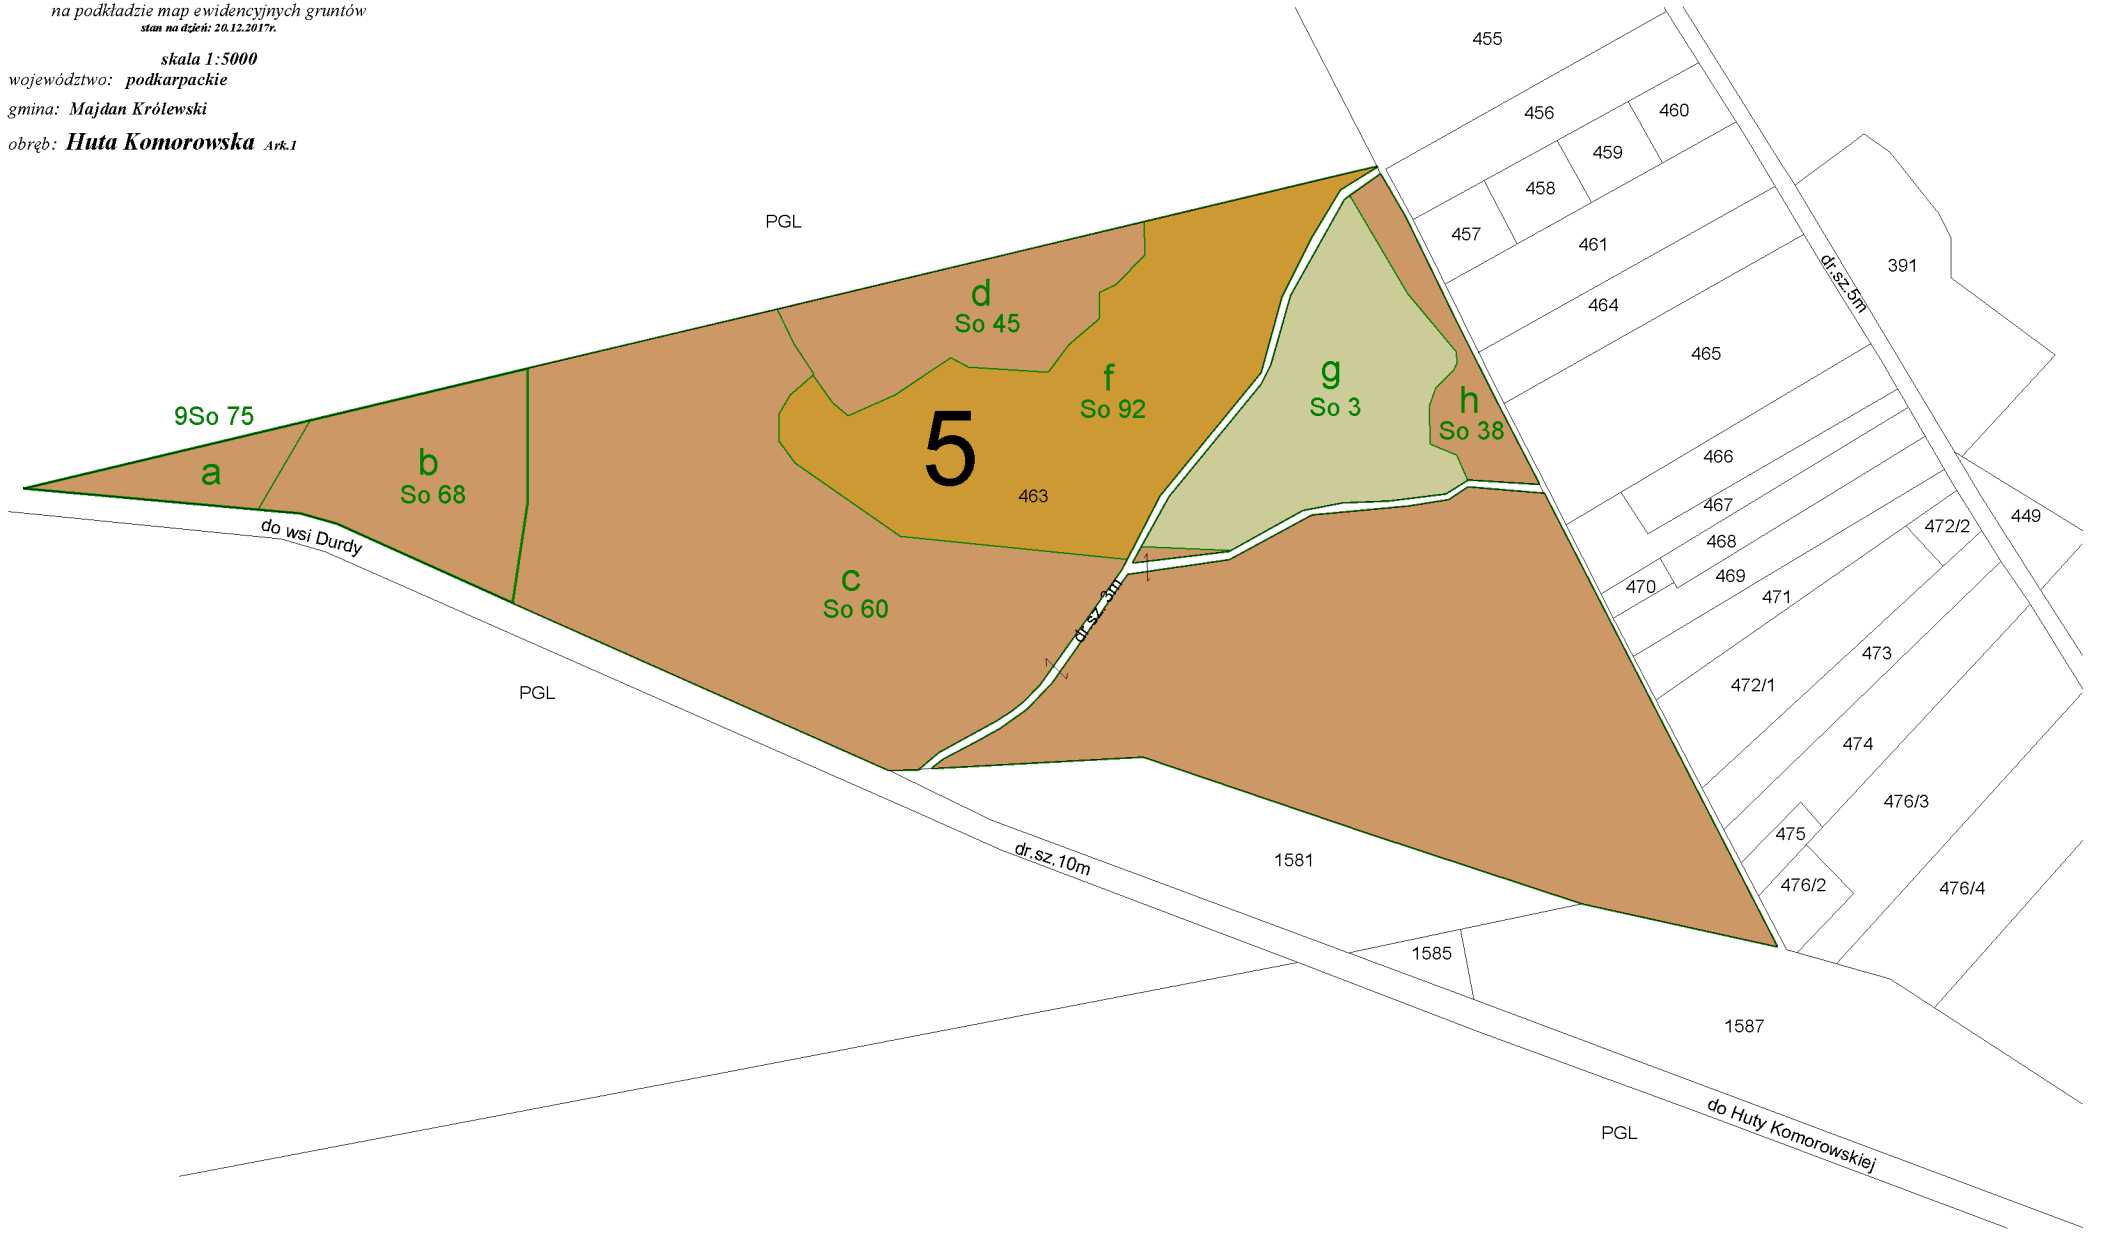 na podkładzie map ewidencyjnych gruntów
stan na dzień: 20.12.2017r.
skala 1:5000
województwo: podkarpackie
gmina: Majdan Królewski
obręb: Huta Komorowska Ark.1
455
456
460
459
458
457
461
PGL
391
dr.sz.5m
464
465
d
So 45
f
So 92
g
So 3
h
So 38
9So 75
a
b
So 68
5
463
466
467
468
469
470
471
472/2
449
do wsi Durdy
c
So 60
dr.sz.3m
473
472/1
PGL
474
476/3
475
476/2
476/4
dr.sz.10m
1581
1585
1587
do Huty Komorowskiej
PGL